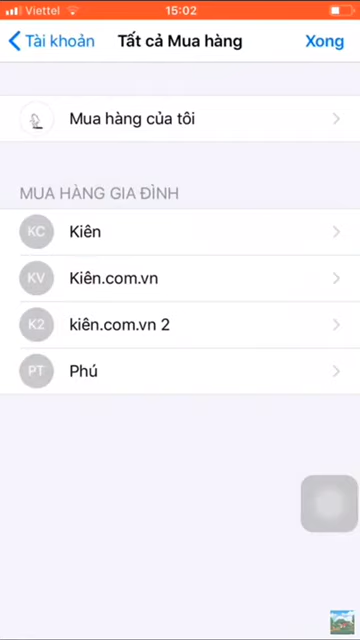 Viettel 15:02
Tài khoản Tất cả Mua hàng Xong
Mua hàng của tôi
MUA HÀNG GIA ĐÌNH
KC Kiên
KV Kiên.com.vn
K2 kiên.com.vn 2
PT Phú